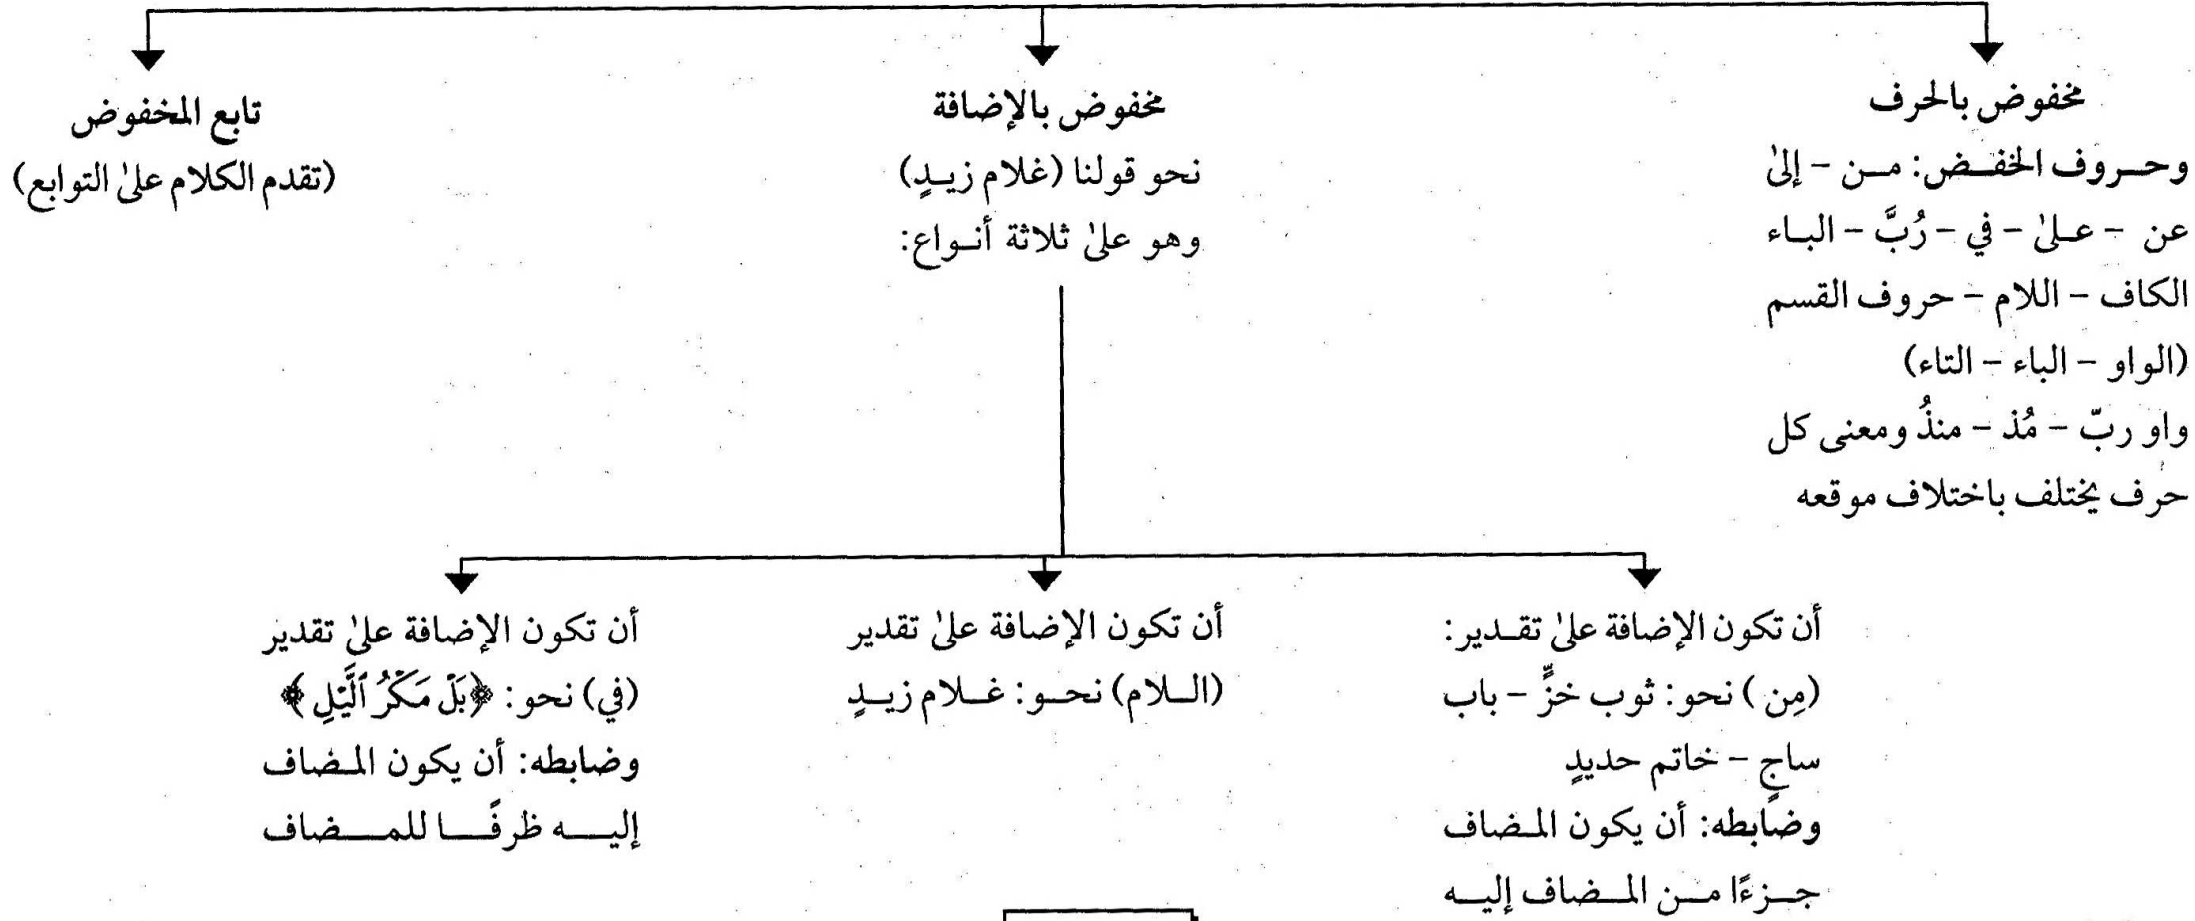 مخفوض بالحرف
وحروف الخفض: من – إلىٰ
عن – علىٰ – في – رُبَّ – الباء
الكاف – اللام – حروف القسم
(الواو – الباء – التاء)
واو ربّ – مُذ – منذُ ومعنى كل
حرف يختلف باختلاف موقعه
مخفوض بالإضافة
نحو قولنا (غلام زيدٍ)
وهو علىٰ ثلاثة أنواع:
تابع المخفوض
(تقدم الكلام علىٰ التوابع)
أن تكون الإضافة علىٰ تقدير:
(مِن) نحو: ثوب خزٍّ – باب
ساجٍ – خاتم حديدٍ
وضابطه: أن يكون المضاف
جزءًا من المضاف إليه
أن تكون الإضافة علىٰ تقدير
(اللام) نحو: غلام زيدٍ
أن تكون الإضافة علىٰ تقدير
(في) نحو: ﴿بَلْ مَكْرُ ٱلَّيْلِ﴾
وضابطه: أن يكون المضاف
إليه ظرفًا للمضاف